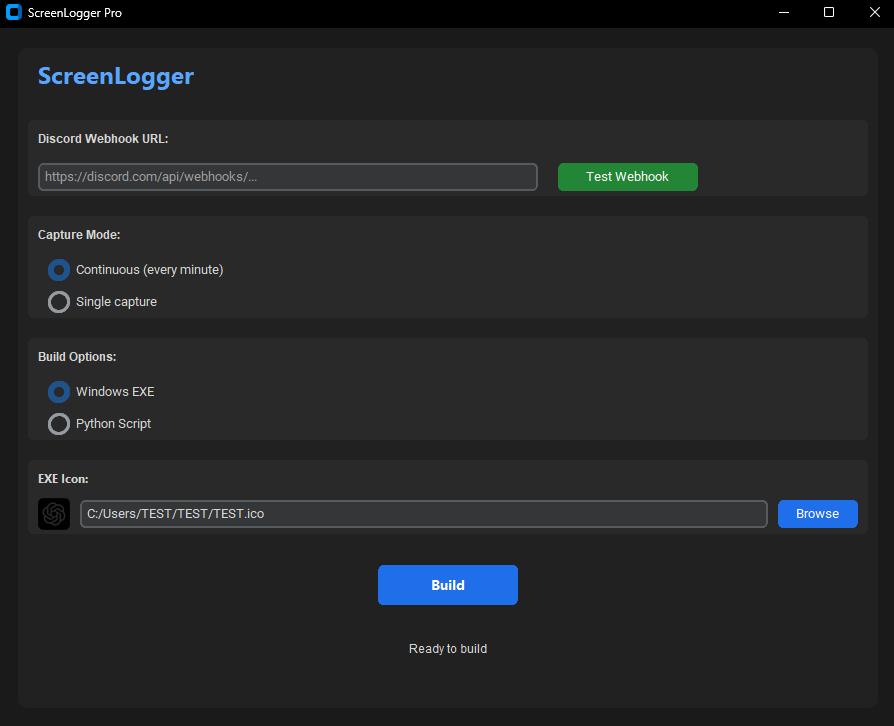 ScreenLogger Pro
ScreenLogger
Discord Webhook URL:
https://discord.com/api/webhooks/...
Test Webhook
Capture Mode:
Continuous (every minute)
Single capture
Build Options:
Windows EXE
Python Script
EXE Icon:
C:/Users/TEST/TEST/TEST.ico
Browse
Build
Ready to build